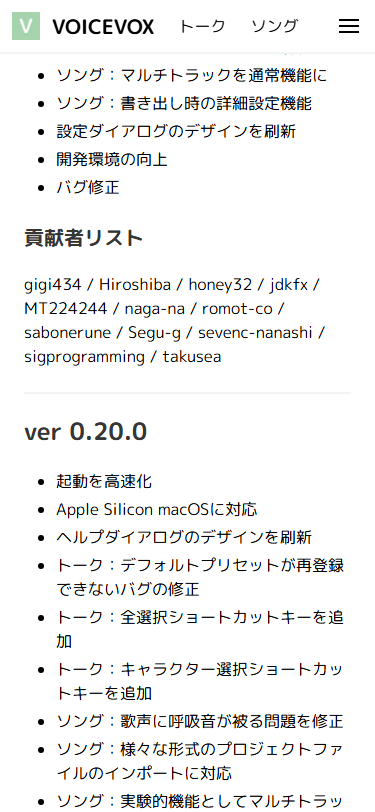 VOICEVOX トーク ソング
ソング：マルチトラックを通常機能に
ソング：書き出し時の詳細設定機能
設定ダイアログのデザインを刷新
開発環境の向上
バグ修正
貢献者リスト
gigi434 / Hiroshiba / honey32 / jdkfx /
MT224244 / naga-na / romot-co /
sabonerune / Segu-g / sevenc-nanashi /
sigprogramming / takusea
ver 0.20.0
起動を高速化
Apple Silicon macOSに対応
ヘルプダイアログのデザインを刷新
トーク：デフォルトプリセットが再登録
できないバグの修正
トーク：全選択ショートカットキーを追
加
トーク：キャラクター選択ショートカッ
トキーを追加
ソング：歌声に呼吸音が被る問題を修正
ソング：様々な形式のプロジェクトファ
イルのインポートに対応
ソング：実験的機能としてマルチトラッ